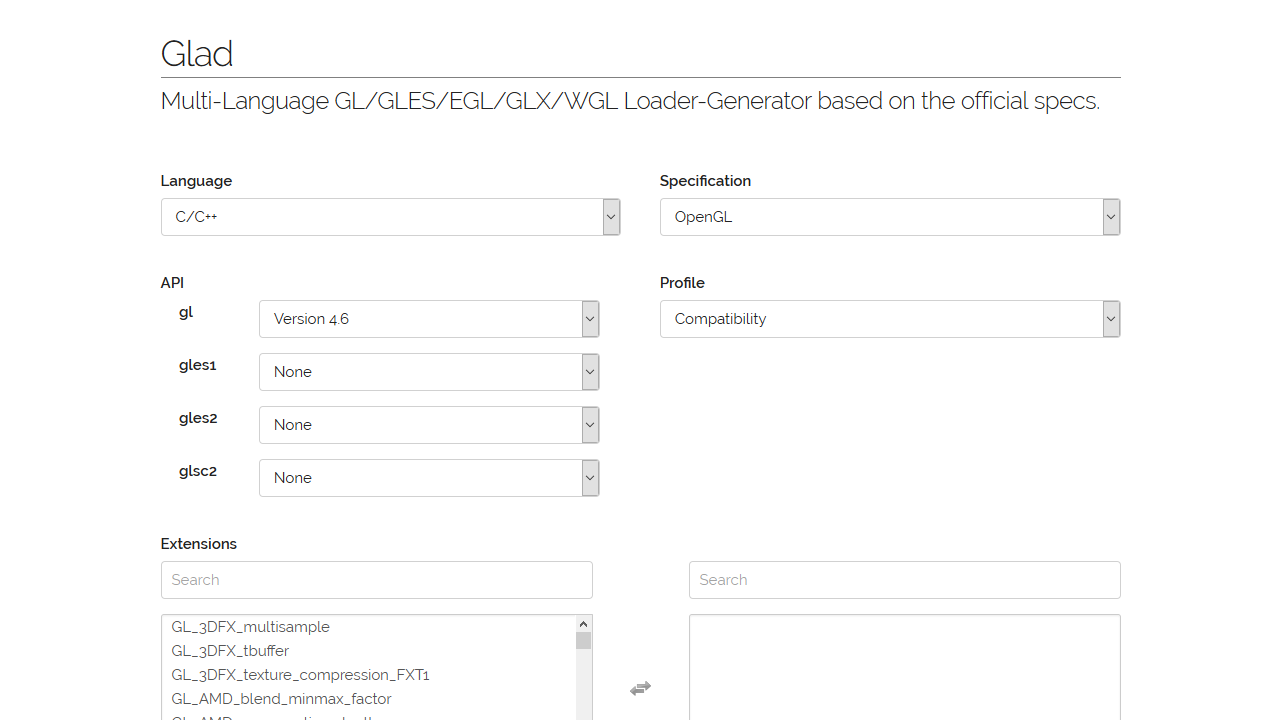 Glad
Multi-Language GL/GLES/EGL/GLX/WGL Loader-Generator based on the official specs.
Language
Specification
C/C++
OpenGL
API
Profile
gl
Version 4.6
Compatibility
gles1
None
gles2
None
glsc2
None
Extensions
Search
Search
GL_3DFX_multisample
GL_3DFX_tbuffer
GL_3DFX_texture_compression_FXT1
GL_AMD_blend_minmax_factor